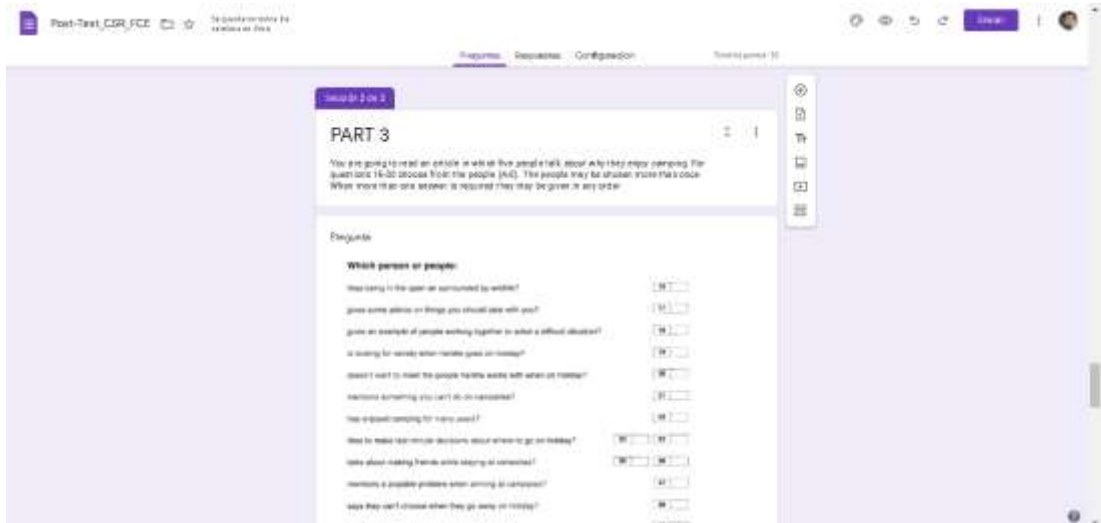 Post-Test_CSR_FCE
Enviar
Preguntas Respuestas Configuración
Sección 3 de 3
PART 3
You are going to read an article in which five people talk about why they enjoy camping. For
questions 16-30 choose from the people (A-E). The people may be chosen more than once.
When more than one answer is required they may be given in any order
Pregunta
Which person or people:
likes being in the open air surrounded by wildlife?
gives some advice on things you should take with you?
gives an example of people working together to solve a difficult situation?
is looking for variety when he/she goes on holiday?
doesn't want to meet the people he/she works with when on holiday?
mentions something you can't do on campsites?
has enjoyed camping for many years?
likes to make last minute decisions about where to go on holiday?
talks about making friends while staying at campsites?
mentions a possible problem when arriving at campsites?
says they can't choose when they go away on holiday?